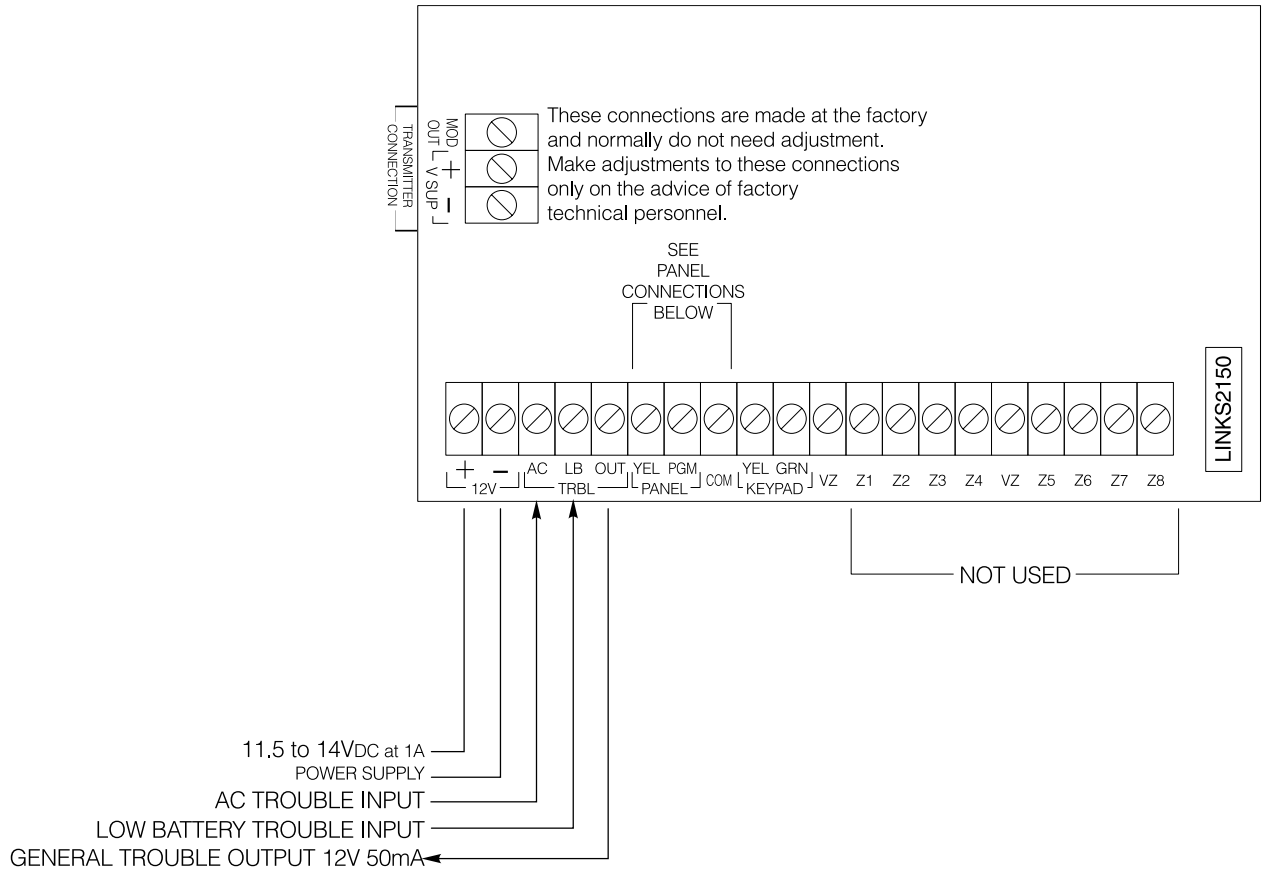 These connections are made at the factory
and normally do not need adjustment.
Make adjustments to these connections
only on the advice of factory
technical personnel.
TRANSMITTER
CONNECTION
MOD
OUT
+
V SUP
-
SEE
PANEL
CONNECTIONS
BELOW
LINKS2150
+ - AC LB OUT YEL PGM COM YEL GRN VZ Z1 Z2 Z3 Z4 VZ Z5 Z6 Z7 Z8
12V TRBL PANEL KEYPAD
NOT USED
11.5 to 14VDC at 1A
POWER SUPPLY
AC TROUBLE INPUT
LOW BATTERY TROUBLE INPUT
GENERAL TROUBLE OUTPUT 12V 50mA